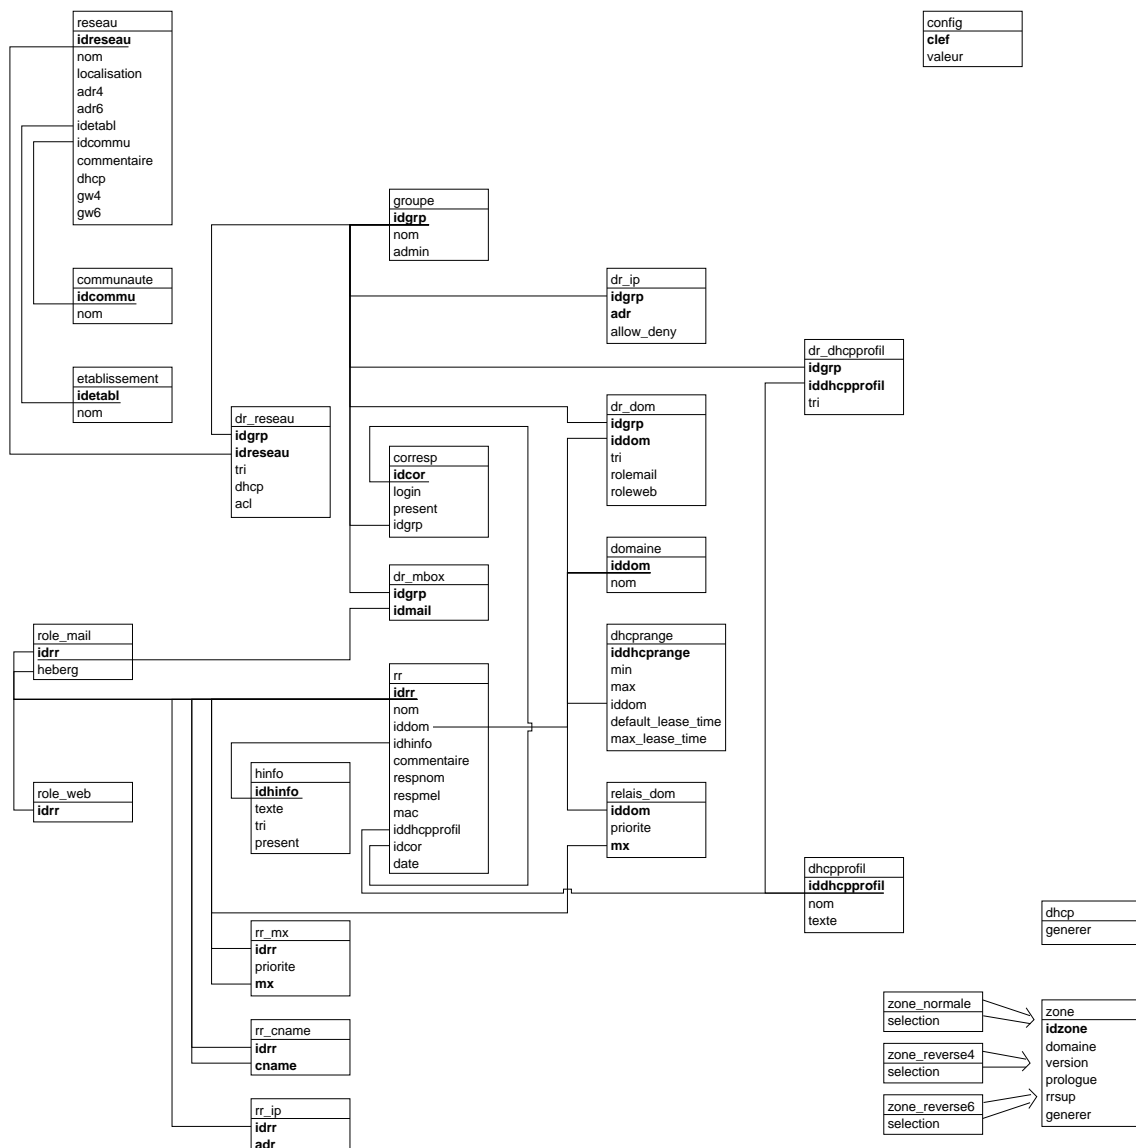 reseau
idreseau
nom
localisation
adr4
adr6
idetabl
idcommu
commentaire
dhcp
gw4
gw6
config
clef
valeur
groupe
idgrp
nom
admin
communaute
idcommu
nom
dr_ip
idgrp
adr
allow_deny
dr_dhcpprofil
idgrp
iddhcpprofil
tri
etablissement
idetabl
nom
dr_reseau
idgrp
idreseau
tri
dhcp
acl
corresp
idcor
login
present
idgrp
dr_dom
idgrp
iddom
tri
rolemail
roleweb
domaine
iddom
nom
dr_mbox
idgrp
idmail
role_mail
idrr
heberg
dhcprange
iddhcprange
min
max
iddom
default_lease_time
max_lease_time
rr
idrr
nom
iddom
idhinfo
commentaire
respnom
respmel
mac
iddhcpprofil
idcor
date
hinfo
idhinfo
texte
tri
present
role_web
idrr
relais_dom
iddom
priorite
mx
dhcpprofil
iddhcpprofil
nom
texte
dhcp
generer
rr_mx
idrr
priorite
mx
rr_cname
idrr
cname
rr_ip
idrr
adr
zone_normale
selection
zone_reverse4
selection
zone_reverse6
selection
zone
idzone
domaine
version
prologue
rrsup
generer